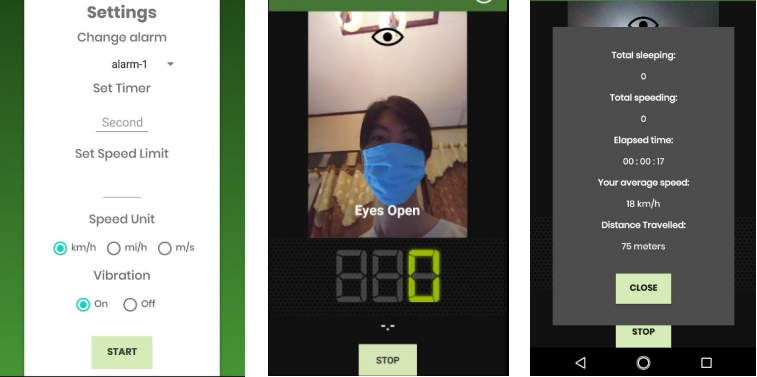 Settings
Change alarm
alarm-1
Set Timer
Second
Set Speed Limit
Speed Unit
km/h mi/h m/s
Vibration
On Off
START
Eyes Open
0
-.-
STOP
Total sleeping:
0
Total speeding:
0
Elapsed time:
00 : 00 : 17
Your average speed:
18 km/h
Distance Travelled:
75 meters
CLOSE
STOP